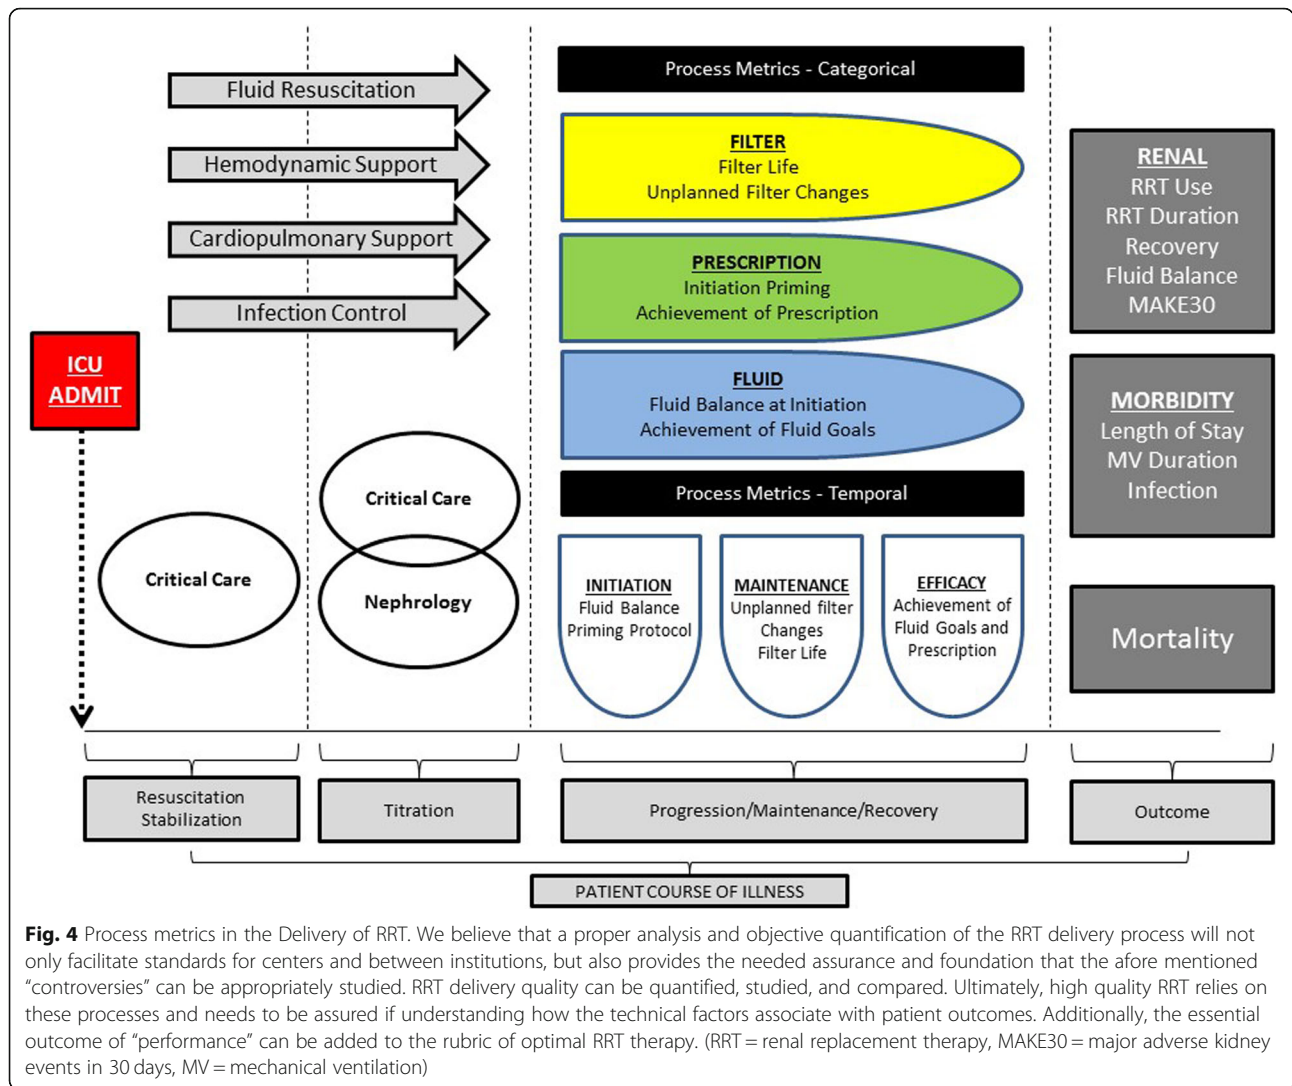 Fluid Resuscitation
Hemodynamic Support
Cardiopulmonary Support
Infection Control
ICU
ADMIT
Critical Care
Critical Care
Nephrology
Process Metrics - Categorical
FILTER
Filter Life
Unplanned Filter Changes
PRESCRIPTION
Initiation Priming
Achievement of Prescription
FLUID
Fluid Balance at Initiation
Achievement of Fluid Goals
Process Metrics - Temporal
INITIATION
Fluid Balance
Priming Protocol
MAINTENANCE
Unplanned filter
Changes
Filter Life
EFFICACY
Achievement of
Fluid Goals and
Prescription
RENAL
RRT Use
RRT Duration
Recovery
Fluid Balance
MAKE30
MORBIDITY
Length of Stay
MV Duration
Infection
Mortality
Resuscitation
Stabilization
Titration
Progression/Maintenance/Recovery
Outcome
PATIENT COURSE OF ILLNESS
Fig. 4 Process metrics in the Delivery of RRT. We believe that a proper analysis and objective quantification of the RRT delivery process will not
only facilitate standards for centers and between institutions, but also provides the needed assurance and foundation that the afore mentioned
“controversies” can be appropriately studied. RRT delivery quality can be quantified, studied, and compared. Ultimately, high quality RRT relies on
these processes and needs to be assured if understanding how the technical factors associate with patient outcomes. Additionally, the essential
outcome of “performance” can be added to the rubric of optimal RRT therapy. (RRT = renal replacement therapy, MAKE30 = major adverse kidney
events in 30 days, MV = mechanical ventilation)